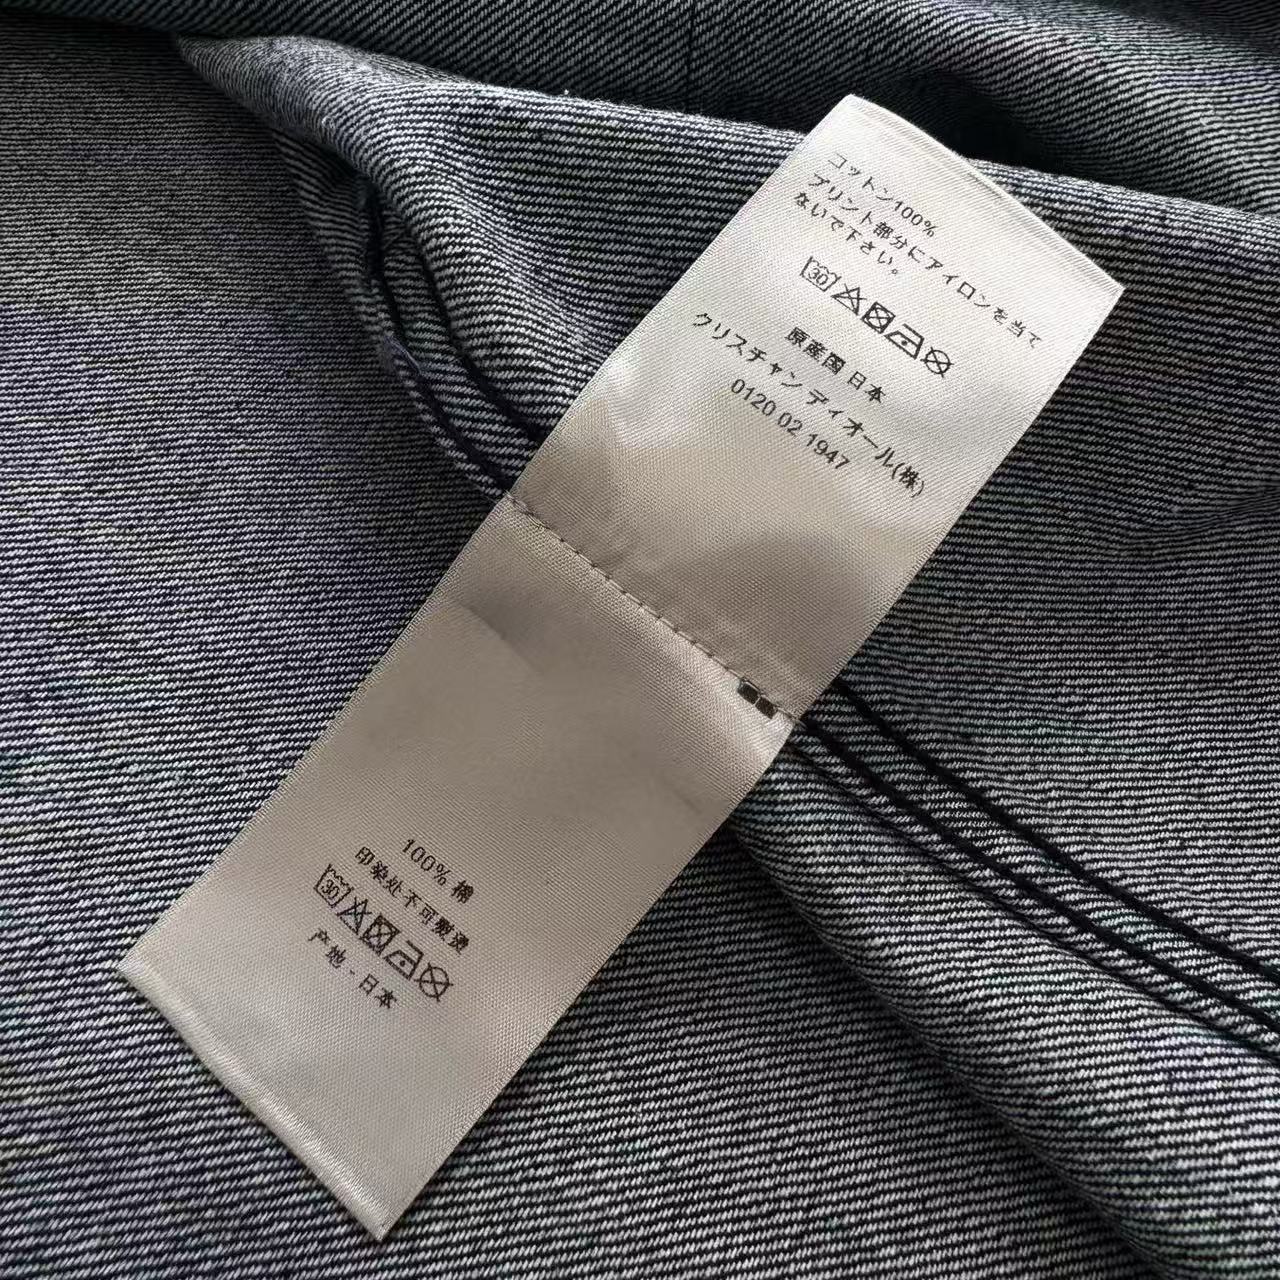 コットン100%
プリント部分にアイロンを当て
ないで下さい。
30
原産国 日本
クリスチャン ディオール(株)
0120 02 1947
100% 棉
印染处不可熨烫
30
产地 - 日本